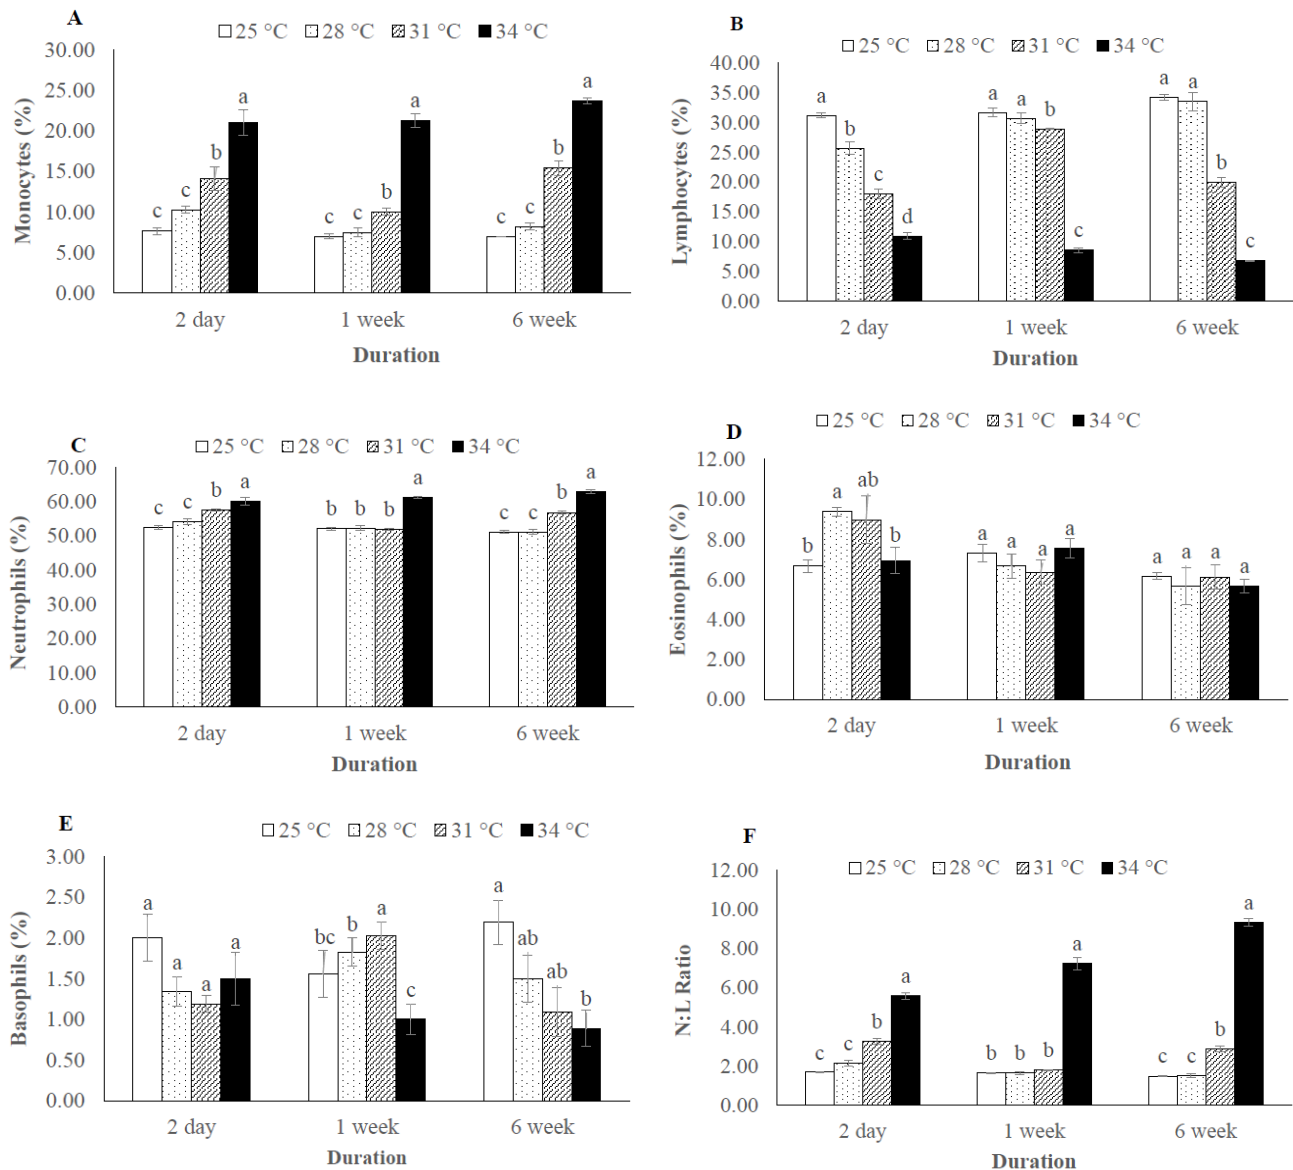 A
25 °C 28 °C 31 °C 34 °C
30.00
25.00
20.00
15.00
10.00
5.00
0.00
Monocytes (%)
c c b a
c c b a
c c b a
2 day 1 week 6 week
Duration
B
25 °C 28 °C 31 °C 34 °C
40.00
35.00
30.00
25.00
20.00
15.00
10.00
5.00
0.00
Lymphocytes (%)
a b c d
a a b c
a a b c
2 day 1 week 6 week
Duration
C
25 °C 28 °C 31 °C 34 °C
70.00
60.00
50.00
40.00
30.00
20.00
10.00
0.00
Neutrophils (%)
c c b a
b b b a
c c b a
2 day 1 week 6 week
Duration
D
25 °C 28 °C 31 °C 34 °C
12.00
10.00
8.00
6.00
4.00
2.00
0.00
Eosinophils (%)
b a ab b
a a a a
a a a a
2 day 1 week 6 week
Duration
E
25 °C 28 °C 31 °C 34 °C
3.00
2.50
2.00
1.50
1.00
0.50
0.00
Basophils (%)
a a a a
bc b a c
a ab ab b
2 day 1 week 6 week
Duration
F
25 °C 28 °C 31 °C 34 °C
12.00
10.00
8.00
6.00
4.00
2.00
0.00
N:L Ratio
c c b a
b b b a
c c b a
2 day 1 week 6 week
Duration